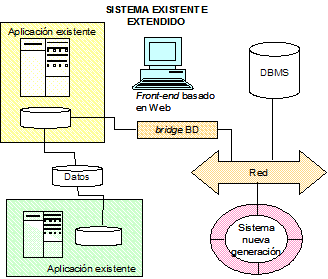 SISTEMA EXISTENTE
EXTENDIDO
Aplicación existente
Front-end basado
en Web
DBMS
bridge BD
Datos
Red
Sistema
nueva
generación
Aplicación existente